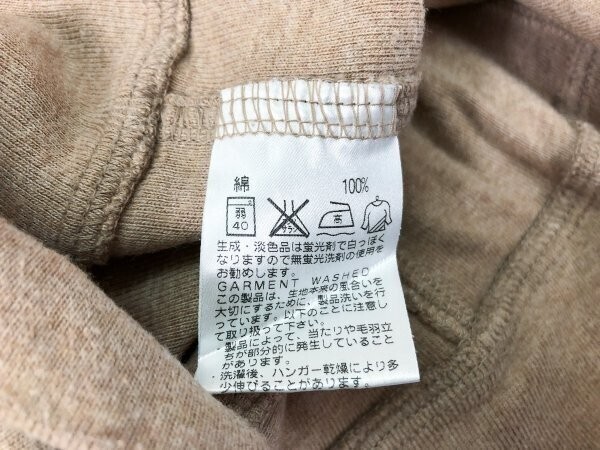 綿 100%
弱 高
40
生成・淡色品は蛍光剤で白っぽく
なりますので無蛍光洗剤の使用を
お勧めします。
GARMENT WASHED
この製品は、生地本来の風合いを
大切にするために、製品洗いを行
っています。以下のことに注意し
て取り扱って下さい。
・製品によって、当たりや毛羽立
ちが部分的に発生していること
があります。
・洗濯後、ハンガー乾燥により多
少伸びることがあります。